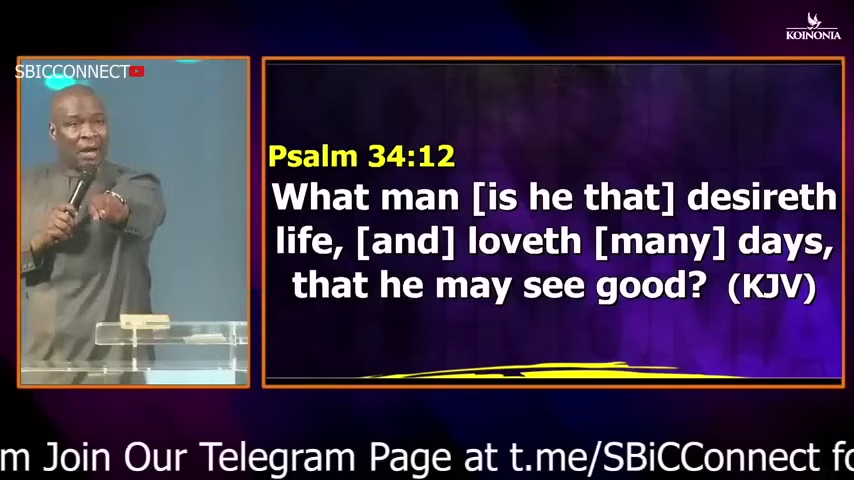 KOINONIA
SBICCONNECT
Psalm 34:12
What man [is he that] desireth
life, [and] loveth [many] days,
that he may see good? (KJV)
m Join Our Telegram Page at t.me/SBiCConnect fo